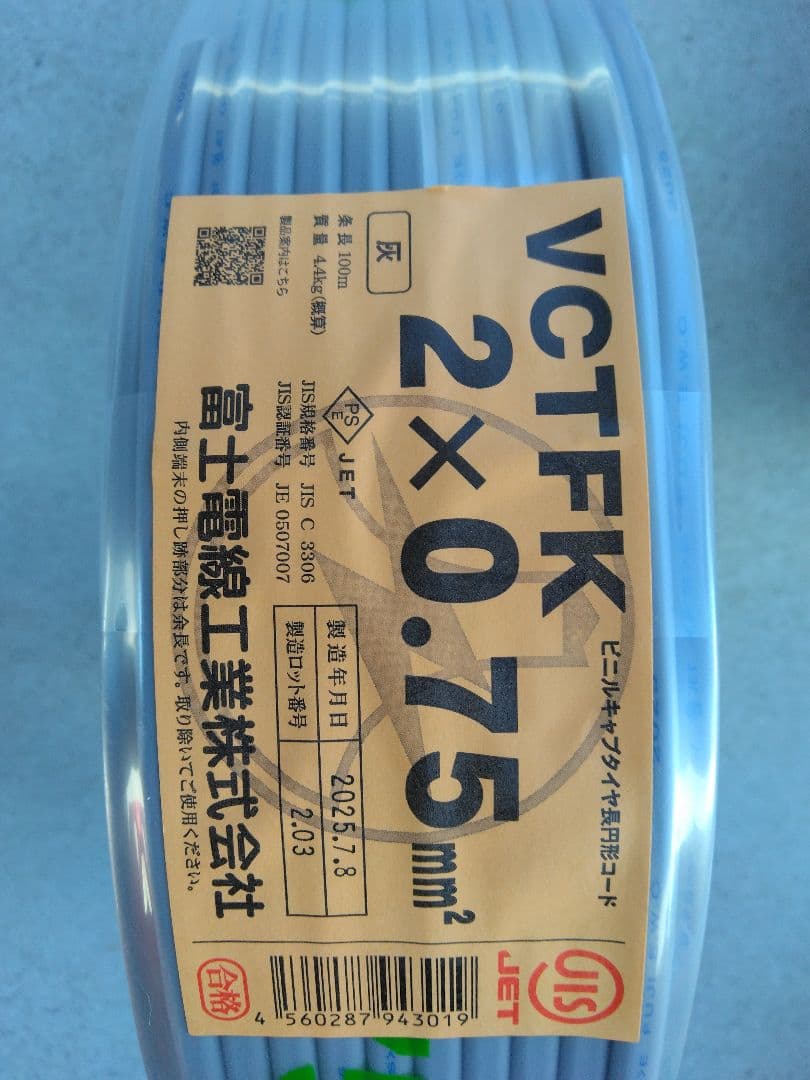 VCTFK
ビニルキャブタイヤ長円形コード
2×0.75mm²
灰
条長 100m
質量 4.4kg(概算)
製品案内はこちら
PS
E
JET
JIS規格番号 JIS C 3306
JIS認証番号 JE 0507007
製造年月日 2025.7.8
製造ロット番号 2.03
富士電線工業株式会社
内側端末の押し跡部分は余長です。取り除いてご使用ください。
JIS
JET
4 560287 943019
合格